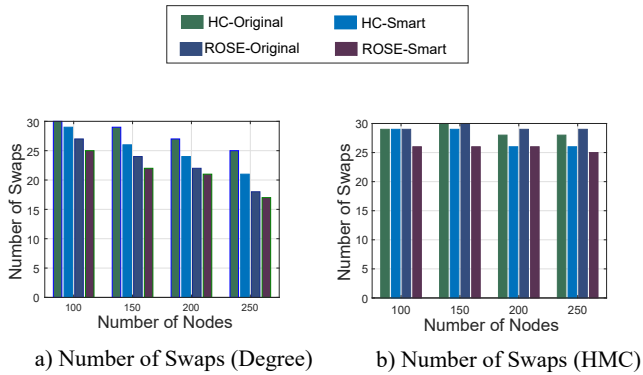 HC-Original HC-Smart
ROSE-Original ROSE-Smart
30
25
20
15
10
5
0
Number of Swaps
100 150 200 250
Number of Nodes
a) Number of Swaps (Degree)
30
25
20
15
10
5
0
Number of Swaps
100 150 200 250
Number of Nodes
b) Number of Swaps (HMC)